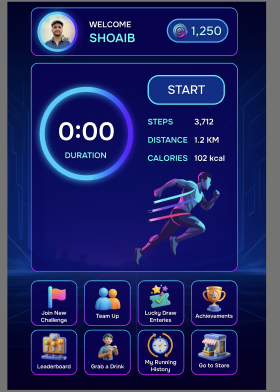 WELCOME
SHOAIB
1,250
START
0:00
DURATION
STEPS 3,712
DISTANCE 1.2 KM
CALORIES 102 kcal
Join New
Challenge
Team Up
Lucky Draw
Enteries
Achievements
Leaderboard
Grab a Drink
My Running
History
Go to Store